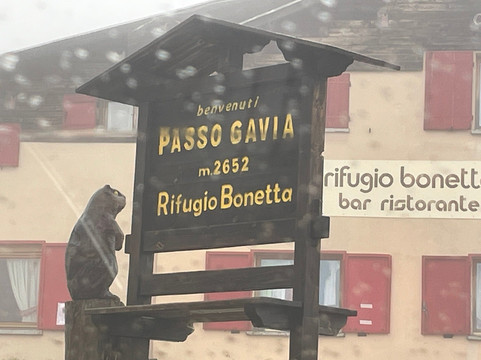 benvenuti
PASSO GAVIA
m.2652
Rifugio Bonetta
rifugio bonett
bar ristorante